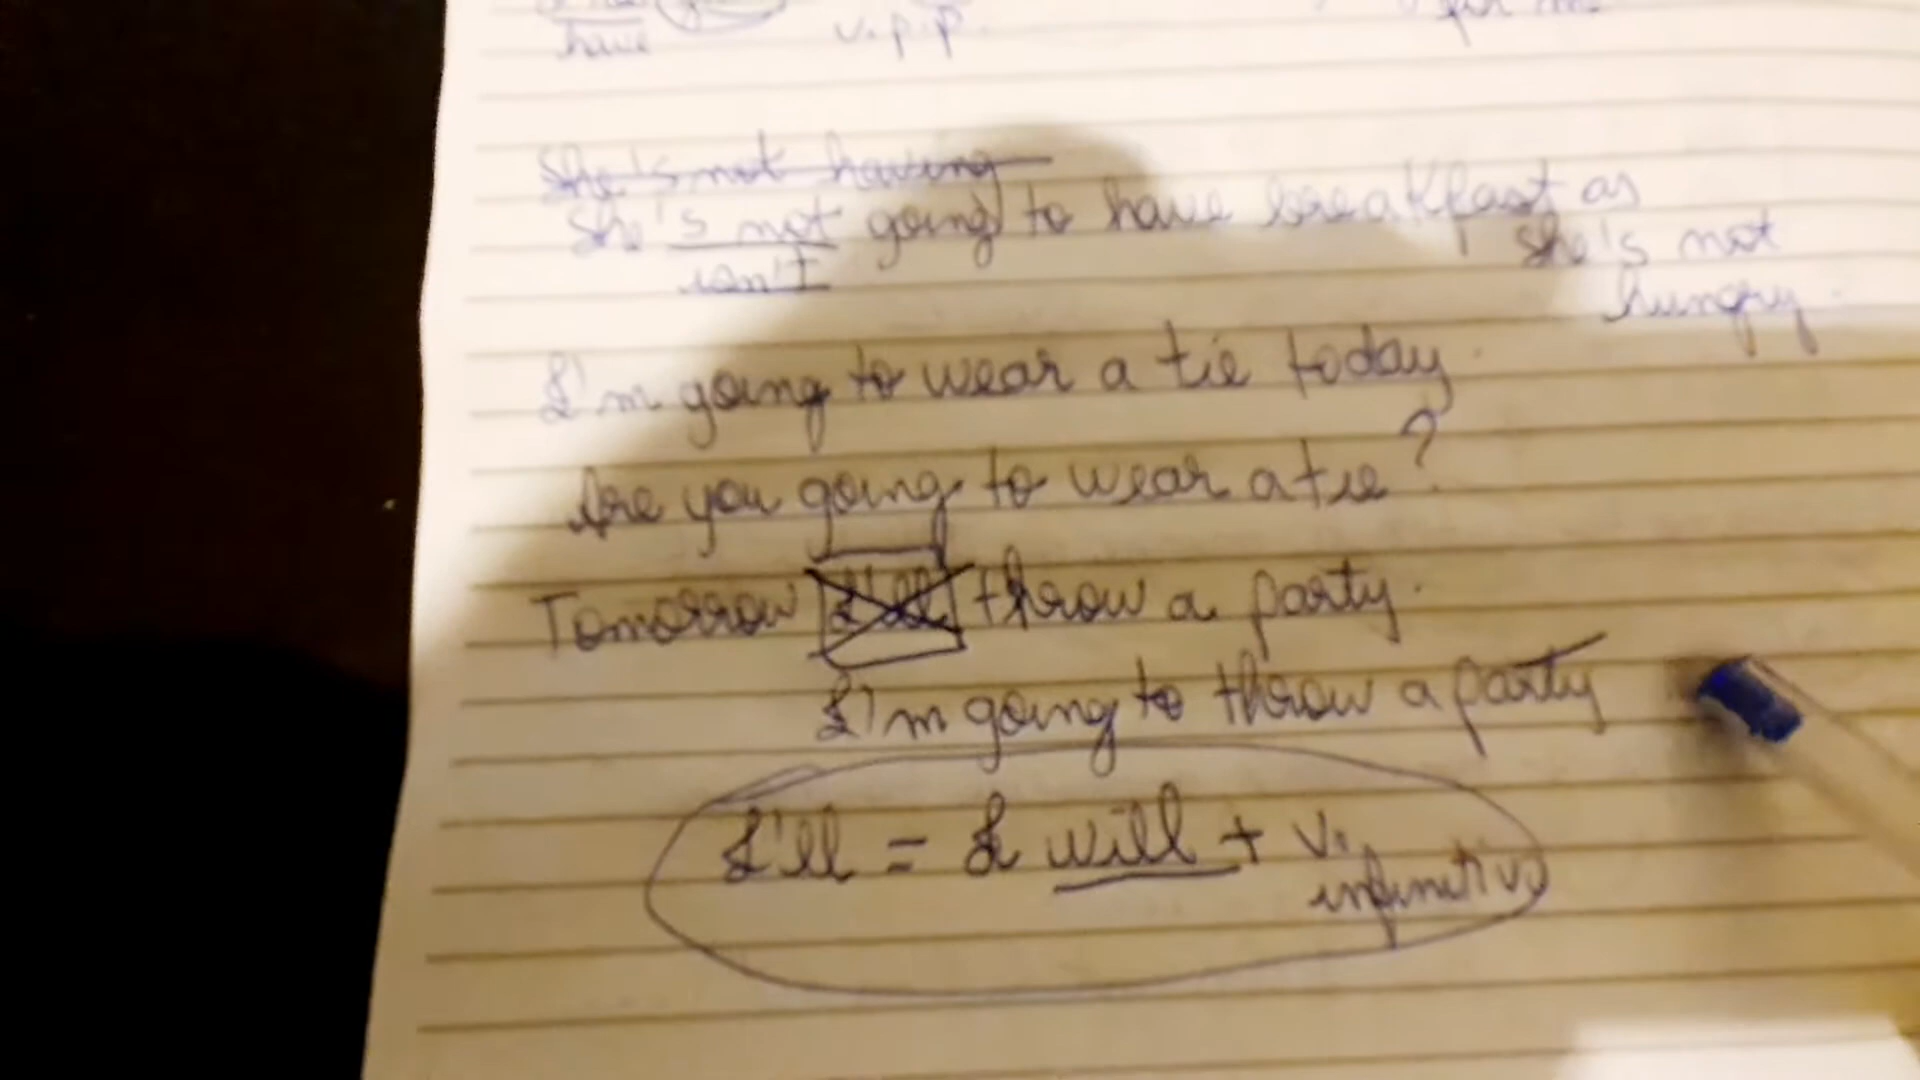 have
v.p.p.
She's not having
She's not going to have breakfast as
isn't
she's not
hungry.
I'm going to wear a tie today.
Are you going to wear a tie?
Tomorrow I'll throw a party.
I'm going to throw a party
I'll = I will + v.
infinitive